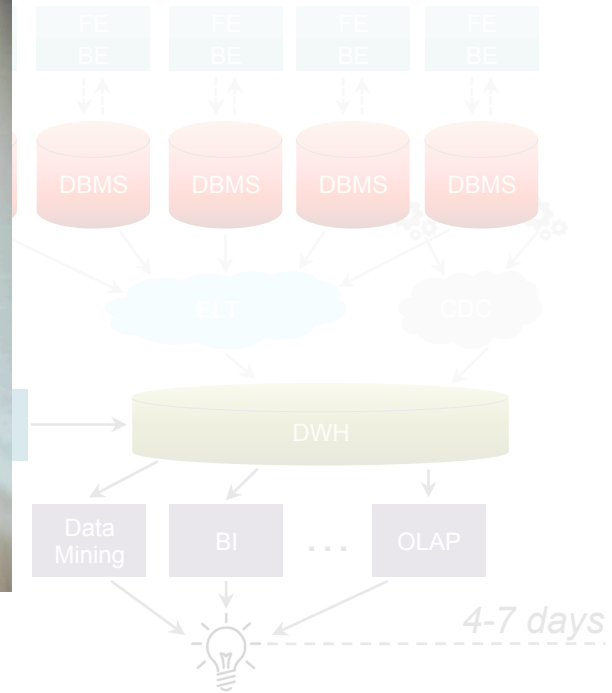 FE FE FE FE
BE BE BE BE
DBMS DBMS DBMS DBMS
ELT CDC
DWH
Data
Mining
BI
...
OLAP
4-7 days